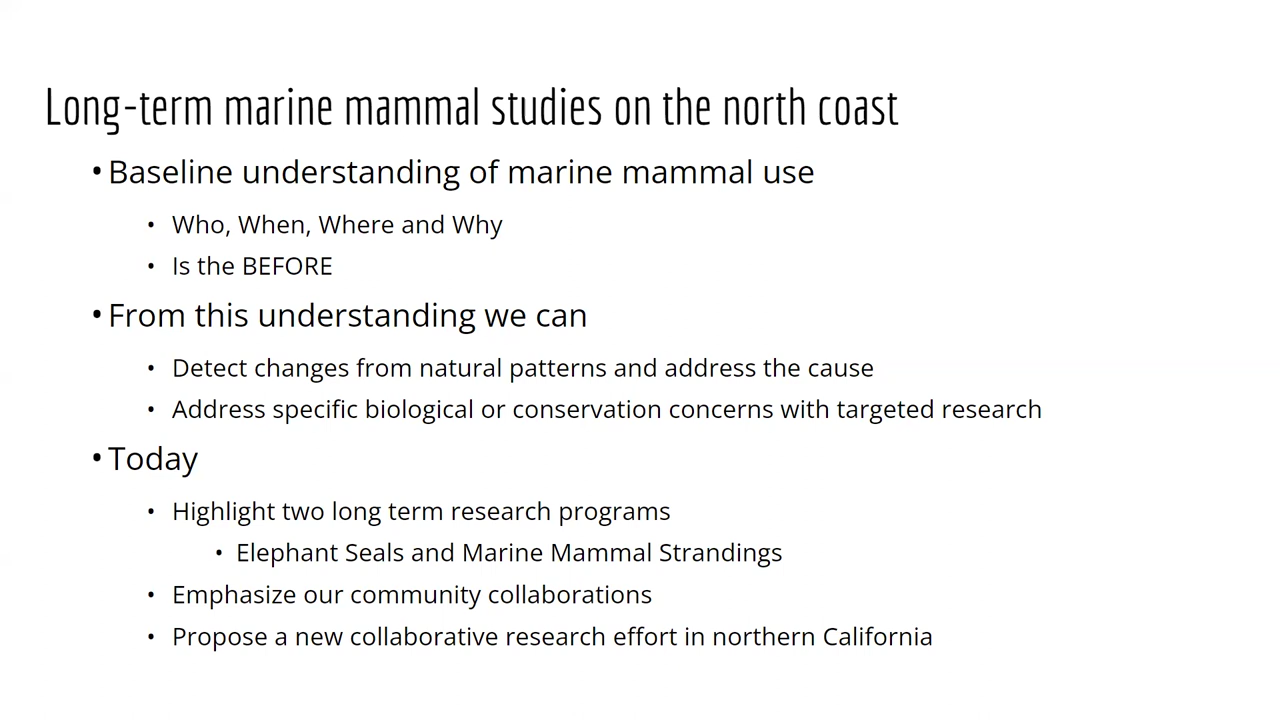 Long-term marine mammal studies on the north coast
• Baseline understanding of marine mammal use
• Who, When, Where and Why
• Is the BEFORE
• From this understanding we can
• Detect changes from natural patterns and address the cause
• Address specific biological or conservation concerns with targeted research
• Today
• Highlight two long term research programs
• Elephant Seals and Marine Mammal Strandings
• Emphasize our community collaborations
• Propose a new collaborative research effort in northern California